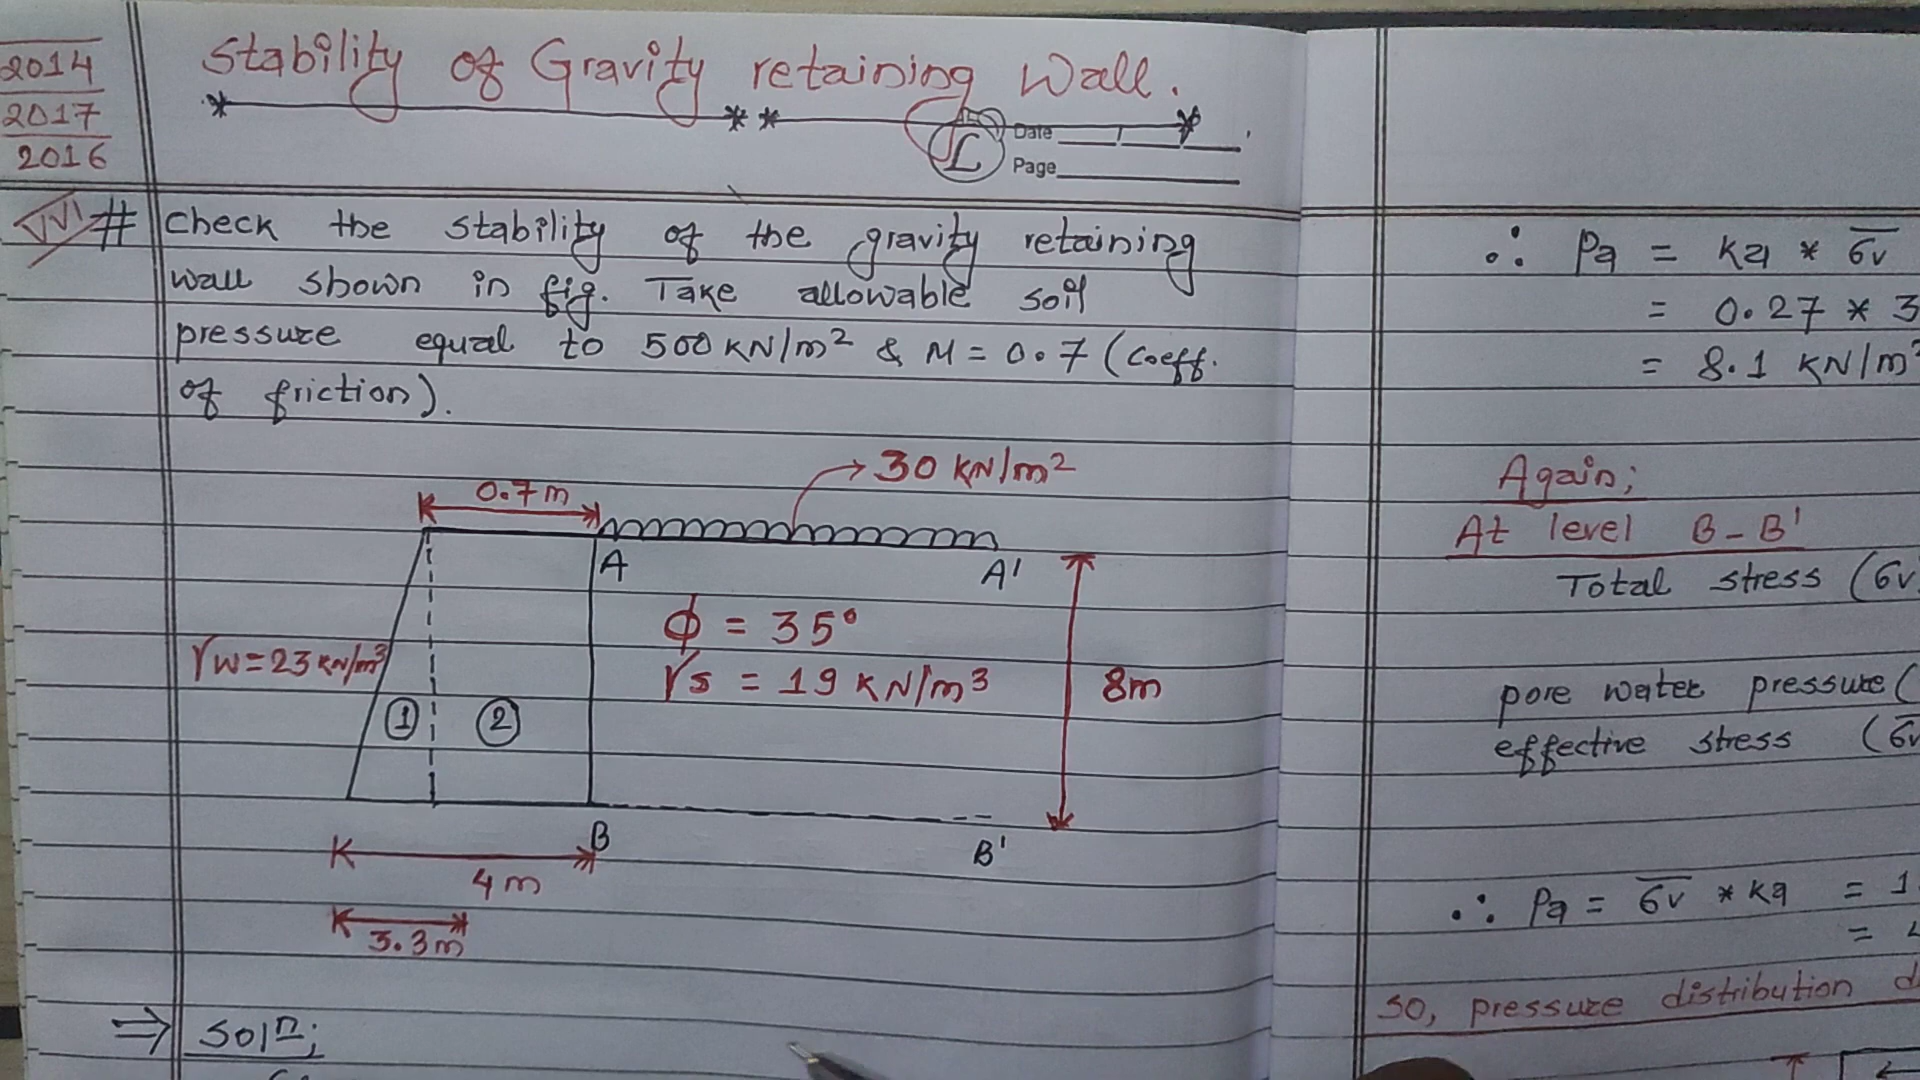 2014
2017
2016
Stability of Gravity retaining Wall.
Date
Page
# Check the stability of the gravity retaining
wall shown in fig. Take allowable soil
pressure equal to 500 KN/m² & M = 0.7 (Coeff.
of friction).
30 KN/m²
0.7m
A
A'
φ = 35°
γw = 23 KN/m³
γs = 19 KN/m³
8m
① ②
B
B'
4m
3.3m
⇒ Solⁿ;
∴ Pa = ka * σv
= 0.27 * 3
= 8.1 KN/m²
Again;
At level B-B'
Total stress (σv
pore water pressure (
effective stress (σv
∴ Pa = σv * ka = 1
=
So, pressure distribution